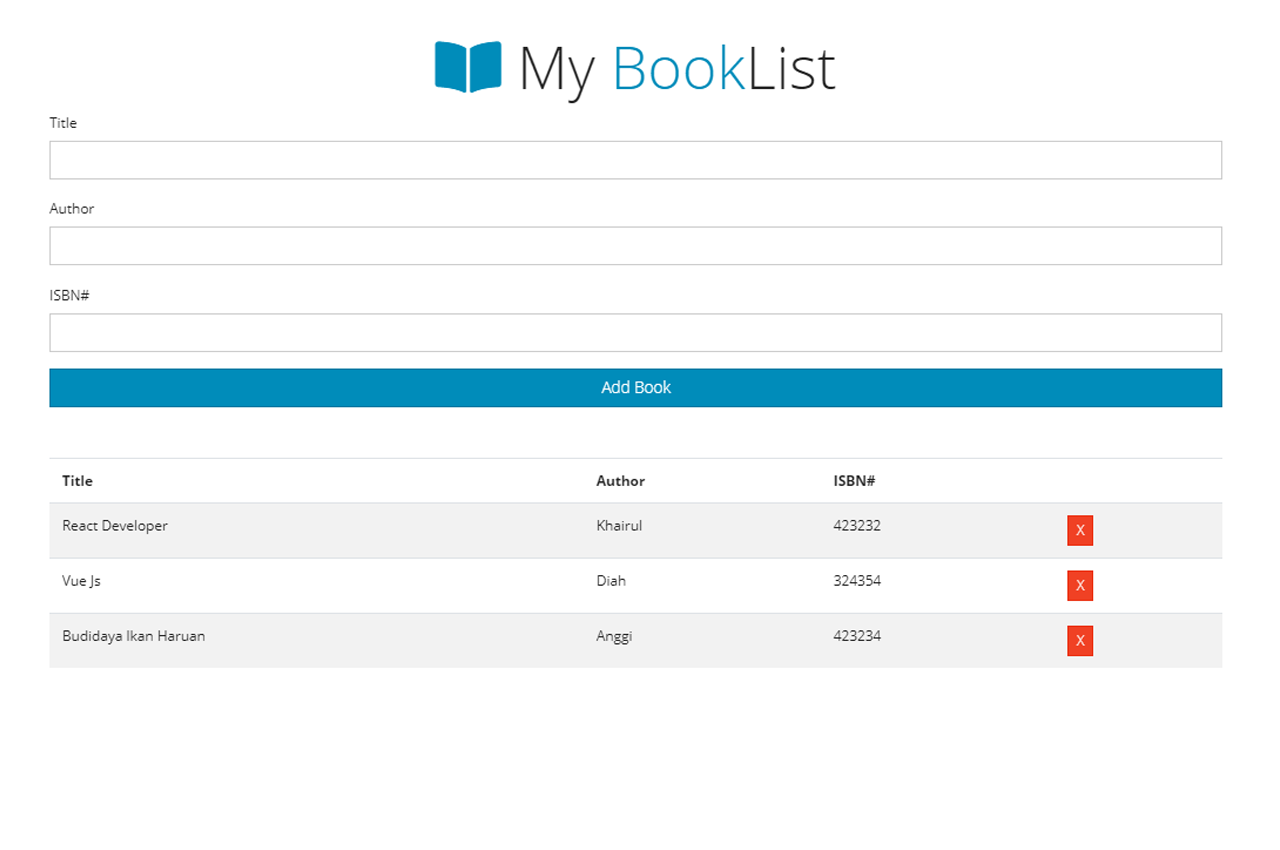 My BookList
Title
Author
ISBN#
Add Book
Title Author ISBN#
React Developer Khairul 423232 X
Vue Js Diah 324354 X
Budidaya Ikan Haruan Anggi 423234 X